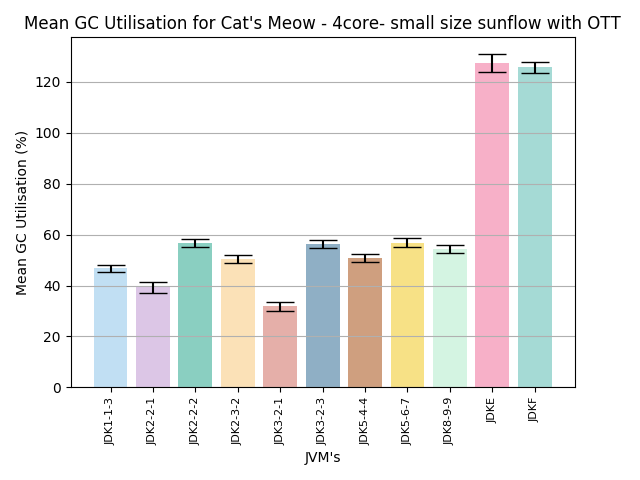 Mean GC Utilisation for Cat's Meow - 4core- small size sunflow with OTT
Mean GC Utilisation (%)
120
100
80
60
40
20
0
JDK1-1-3
JDK2-2-1
JDK2-2-2
JDK2-3-2
JDK3-2-1
JDK3-2-3
JDK5-4-4
JDK5-6-7
JDK8-9-9
JDKE
JDKF
JVM's